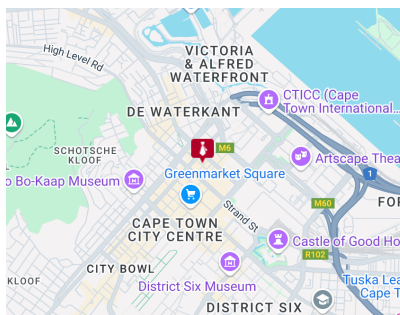 High Level Rd
VICTORIA
& ALFRED
WATERFRONT
CTICC (Cape
Town International...
DE WATERKANT
SCHOTSCHE
KLOOF
M6
Artscape Thea
1
Greenmarket Square
o Bo-Kaap Museum
M60
FOR
Strand St
CAPE TOWN
CITY CENTRE
Castle of Good Ho
R102
CITY BOWL
KLOOF
District Six Museum
Tuska Lea
Cape T
DISTRICT SIX